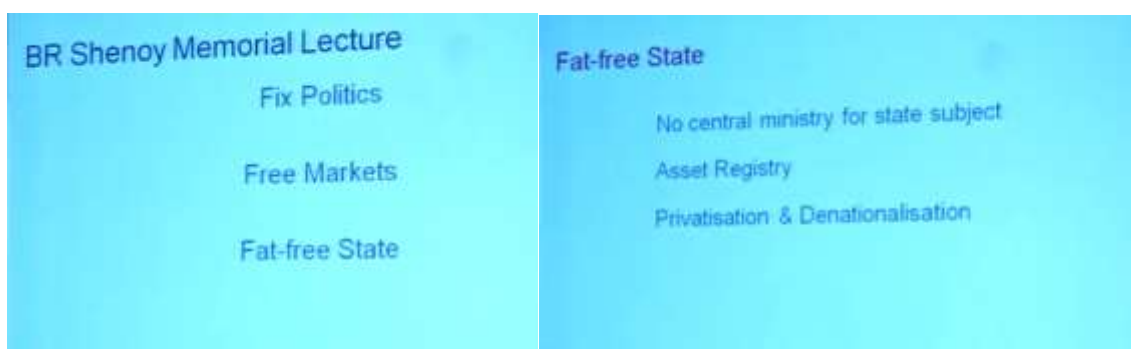 BR Shenoy Memorial Lecture
Fix Politics
Free Markets
Fat-free State
Fat-free State
No central ministry for state subject
Asset Registry
Privatisation & Denationalisation